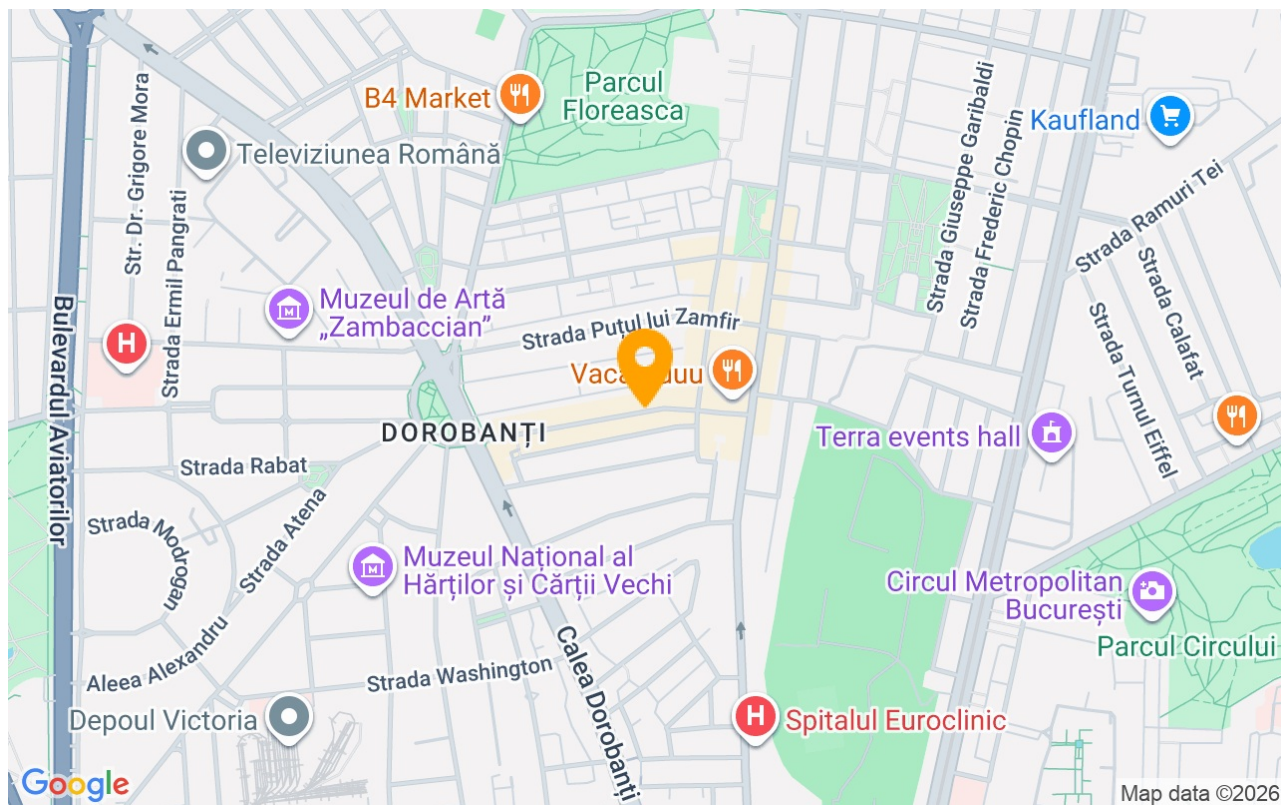 B4 Market
Parcul
Floreasca
Televiziunea Română
Kaufland
Str. Dr. Grigore Mora
Strada Ermil Pangrati
Strada Giuseppe Garibaldi
Strada Frederic Chopin
Strada Ramuri Tei
Strada Calafat
Strada Turnul Eiffel
Muzeul de Artă
„Zambaccian”
Strada Puțul lui Zamfir
H
Bulevardul Aviatorilor
DOROBANȚI
Terra events hall
Strada Rabat
Strada Modrogan
Strada Atena
Muzeul Național al
Hărților și Cărții Vechi
Circul Metropolitan
București
Parcul Circului
Aleea Alexandru
Strada Washington
Calea Dorobanți
Depoul Victoria
H
Spitalul Euroclinic
Google
Map data ©2026